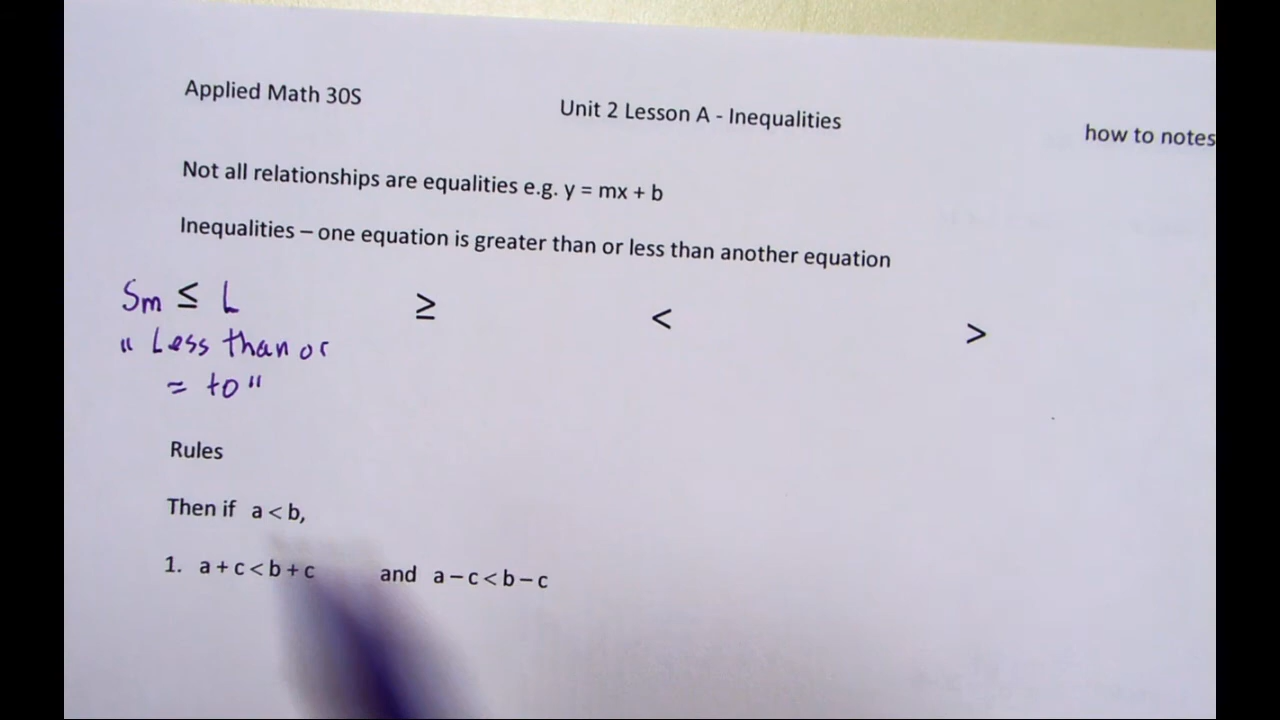 Applied Math 30S
Unit 2 Lesson A - Inequalities
how to notes
Not all relationships are equalities e.g. y = mx + b
Inequalities – one equation is greater than or less than another equation
Sm ≤ L ≥ < >
" Less than or
= to "
Rules
Then if a < b,
1. a + c < b + c and a – c < b – c